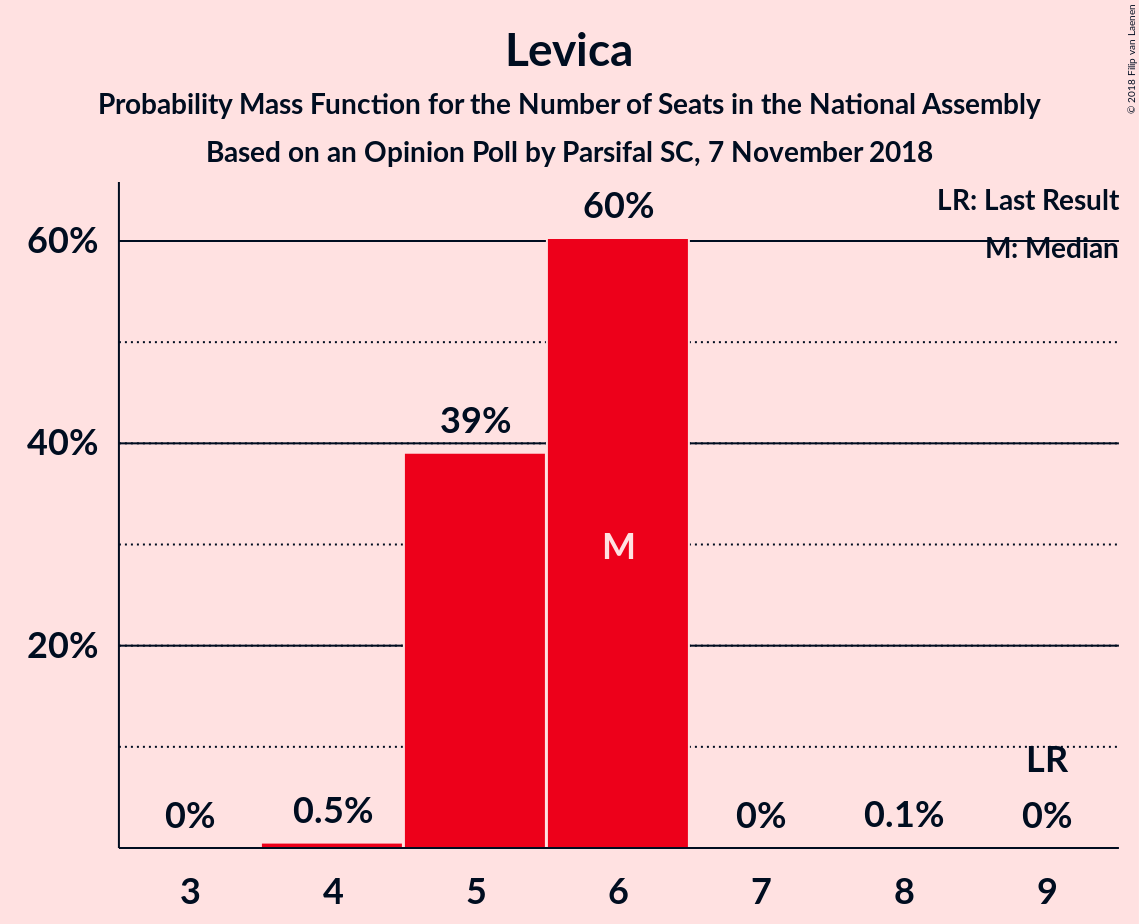 Levica
Probability Mass Function for the Number of Seats in the National Assembly
Based on an Opinion Poll by Parsifal SC, 7 November 2018
© 2018 Filip van Laenen
LR: Last Result
M: Median
60%
40%
20%
0%
0.5%
39%
60%
M
0%
0.1%
LR
0%
3 4 5 6 7 8 9